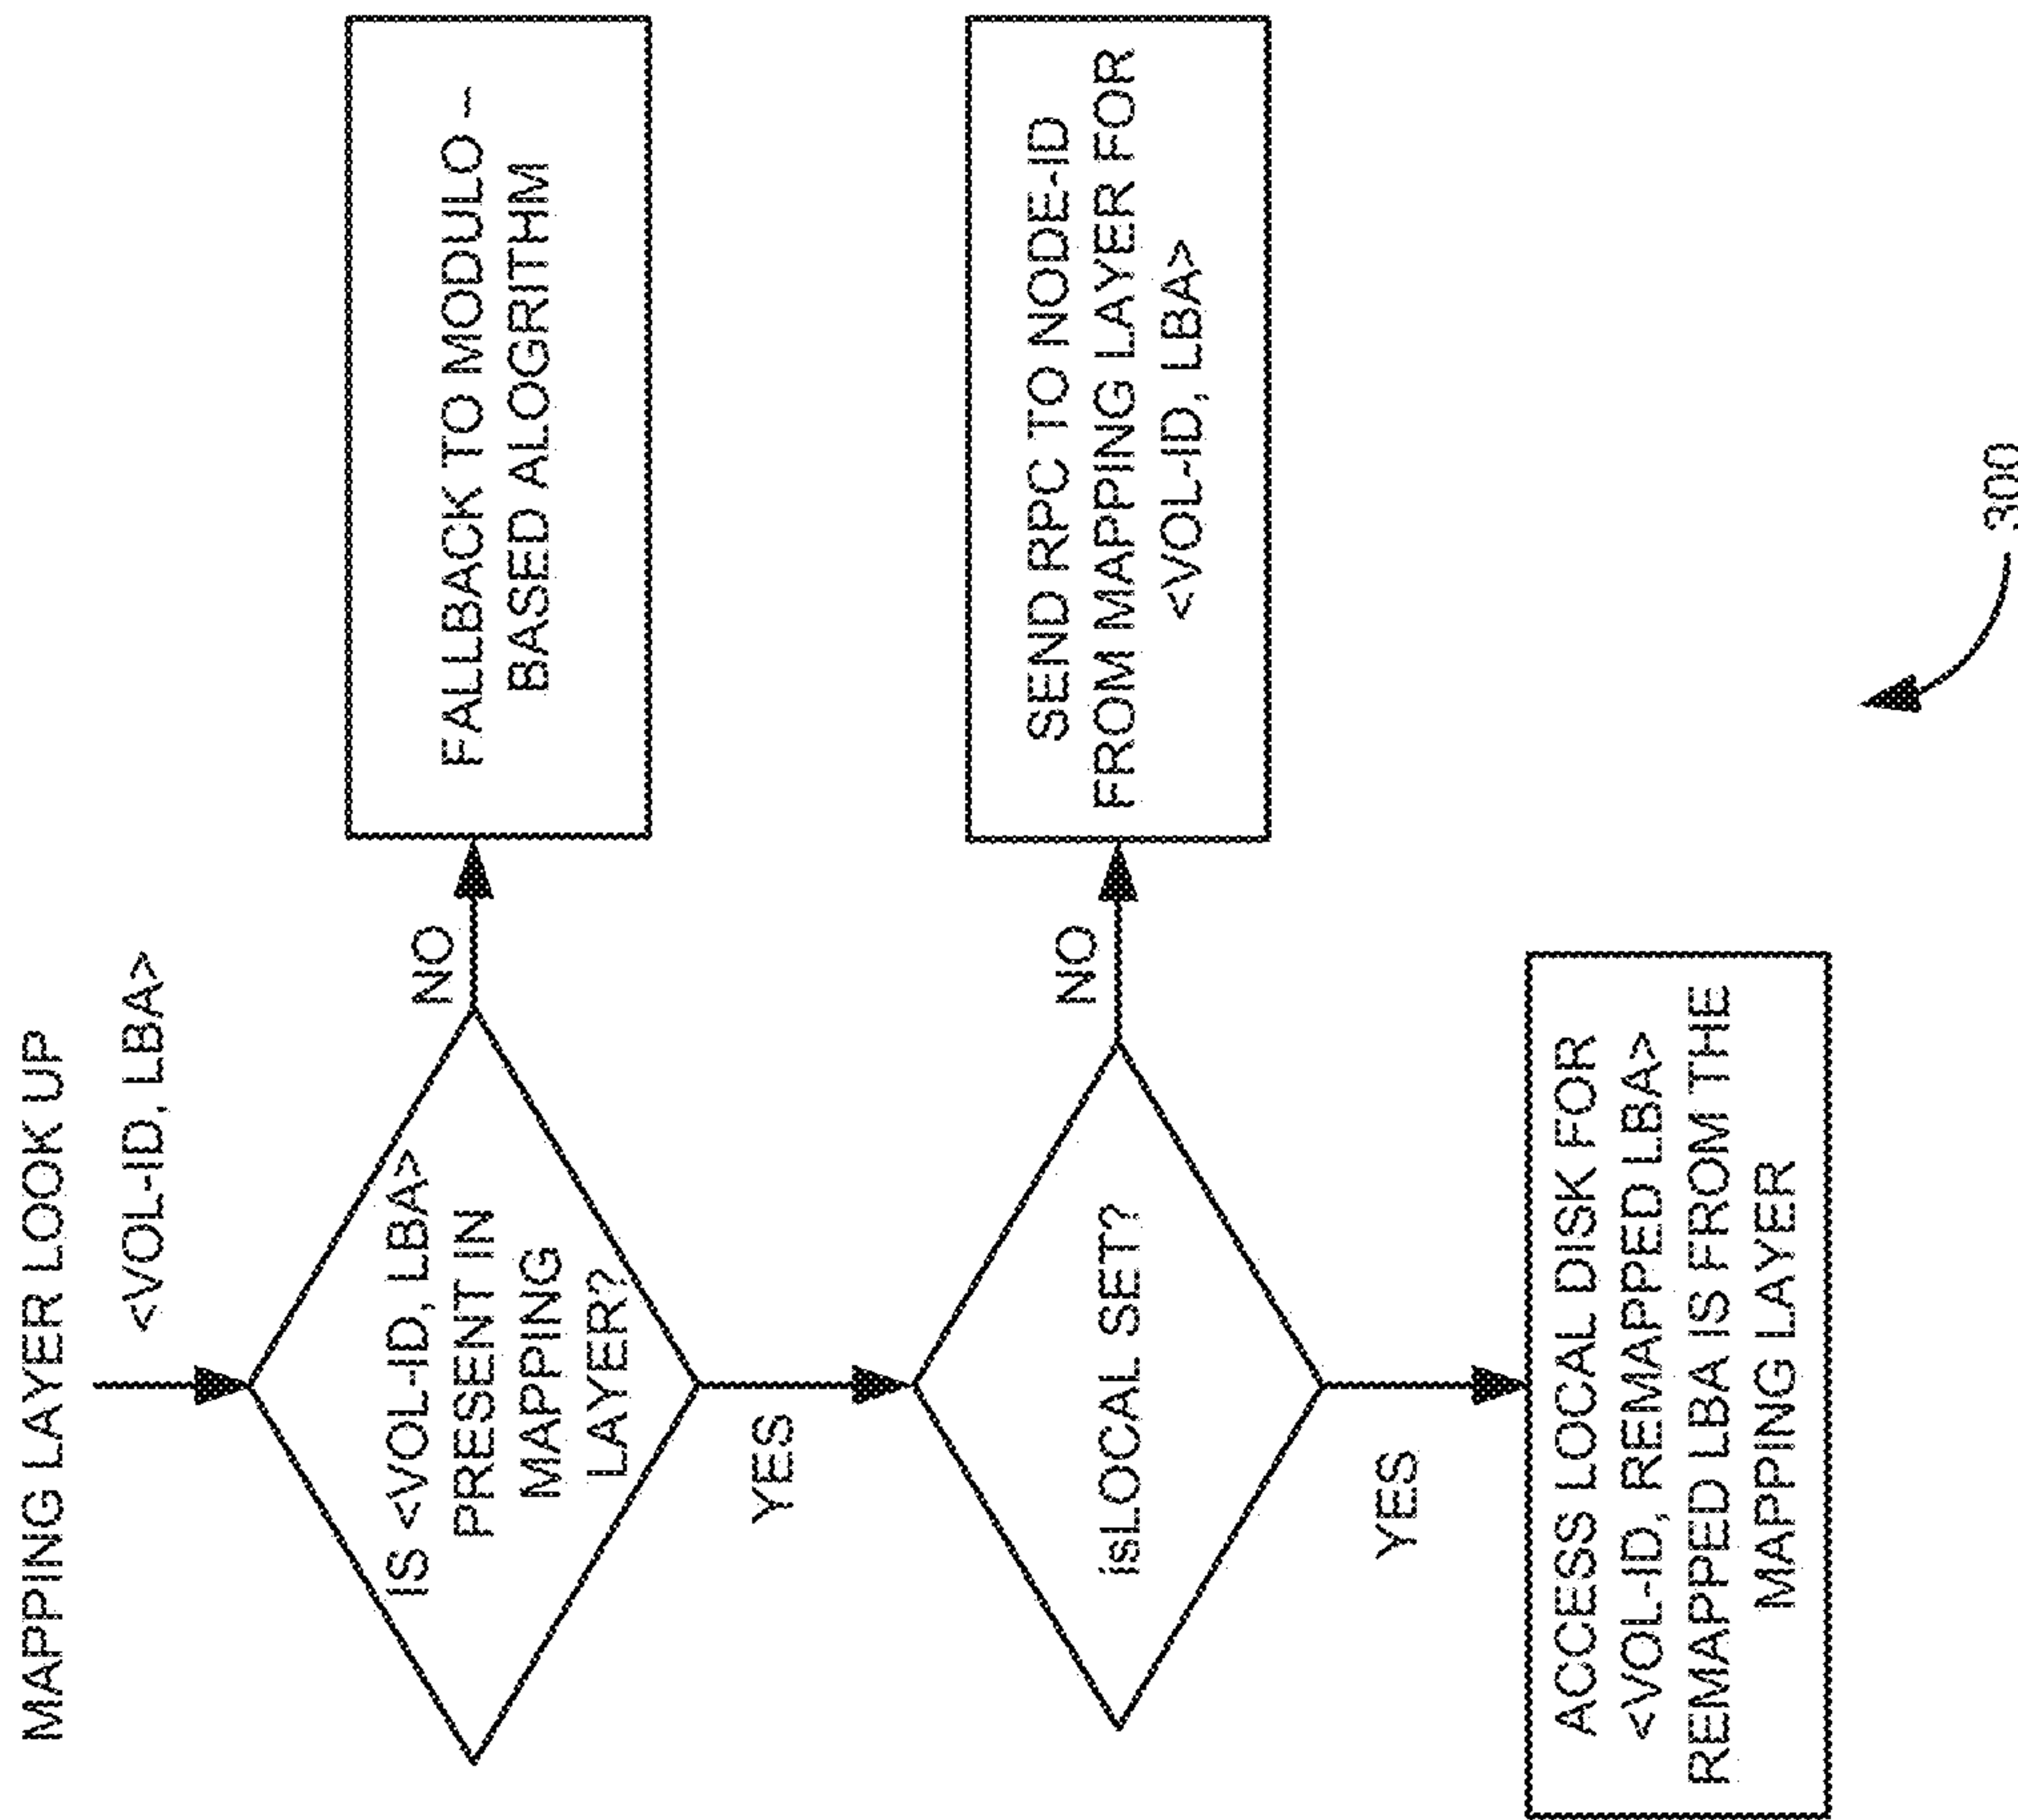 MAPPING LAYER LOOK UP
<VOL-ID, LBA>
IS <VOL-ID, LBA>
PRESENT IN
MAPPING
LAYER?
NO
FALLBACK TO MODULO –
BASED ALOGRITHM
YES
isLOCAL SET?
NO
SEND RPC TO NODE-ID
FROM MAPPING LAYER FOR
<VOL-ID, LBA>
YES
ACCESS LOCAL DISK FOR
<VOL-ID, REMAPPED LBA>
REMAPPED LBA IS FROM THE
MAPPING LAYER
300